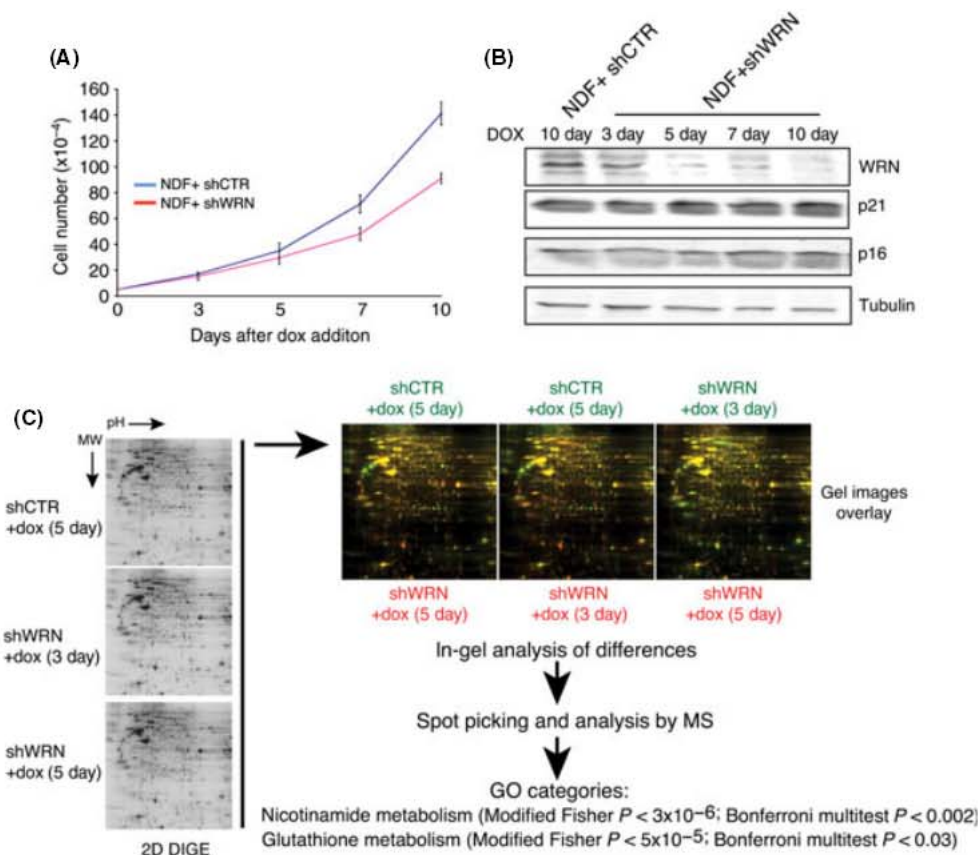 (A)
160
140
120
100
80
60
40
20
0
Cell number (x10–4)
NDF+ shCTR
NDF+ shWRN
0 3 5 7 10
Days after dox additon
(B)
NDF+ shCTR
NDF+shWRN
DOX 10 day 3 day 5 day 7 day 10 day
WRN
p21
p16
Tubulin
(C)
pH
MW
shCTR
+dox (5 day)
shWRN
+dox (3 day)
shWRN
+dox (5 day)
2D DIGE
shCTR
+dox (5 day)
shCTR
+dox (5 day)
shWRN
+dox (3 day)
Gel images
overlay
shWRN
+dox (5 day)
shWRN
+dox (3 day)
shWRN
+dox (5 day)
In-gel analysis of differences
Spot picking and analysis by MS
GO categories:
Nicotinamide metabolism (Modified Fisher P < 3x10–6; Bonferroni multitest P < 0.002)
Glutathione metabolism (Modified Fisher P < 5x10–5; Bonferroni multitest P < 0.03)